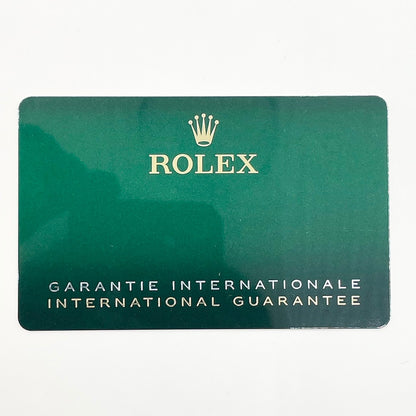 ROLEX
GARANTIE INTERNATIONALE
INTERNATIONAL GUARANTEE